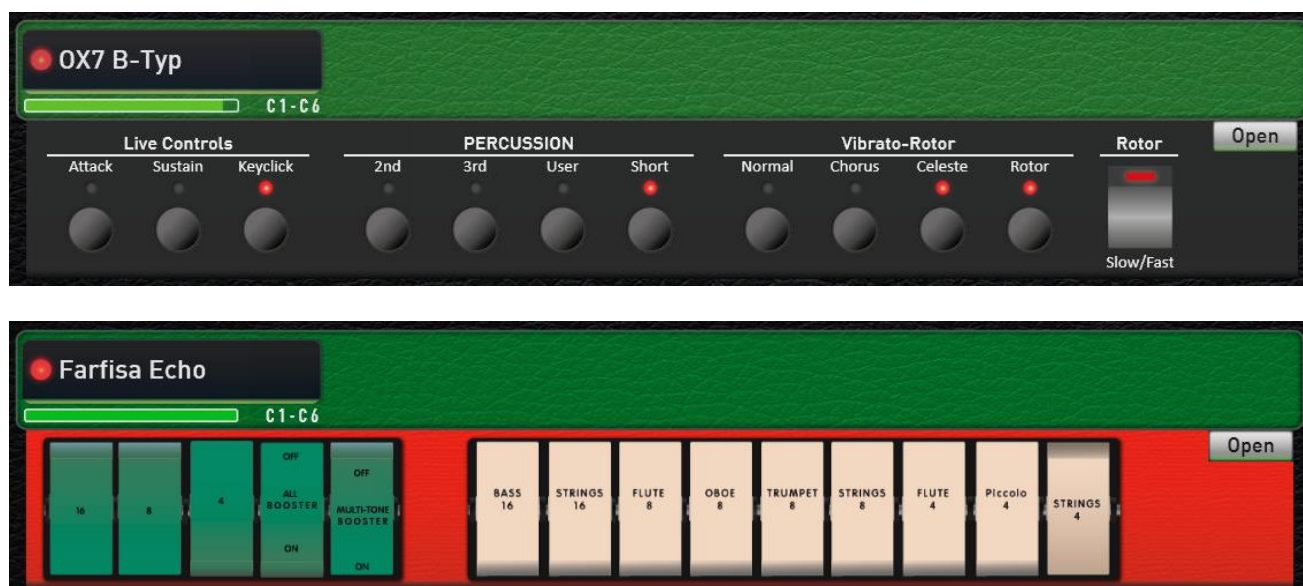 OX7 B-Typ
C1-C6
Open
Live Controls PERCUSSION Vibrato-Rotor Rotor
Attack Sustain Keyclick 2nd 3rd User Short Normal Chorus Celeste Rotor
Slow/Fast
Farfisa Echo
C1-C6
Open
16
8
4
OFF
ALL
BOOSTER
ON
OFF
MULTI-TONE
BOOSTER
ON
BASS
16
STRINGS
16
FLUTE
8
OBOE
8
TRUMPET
8
STRINGS
8
FLUTE
4
PIccolo
4
STRINGS
4